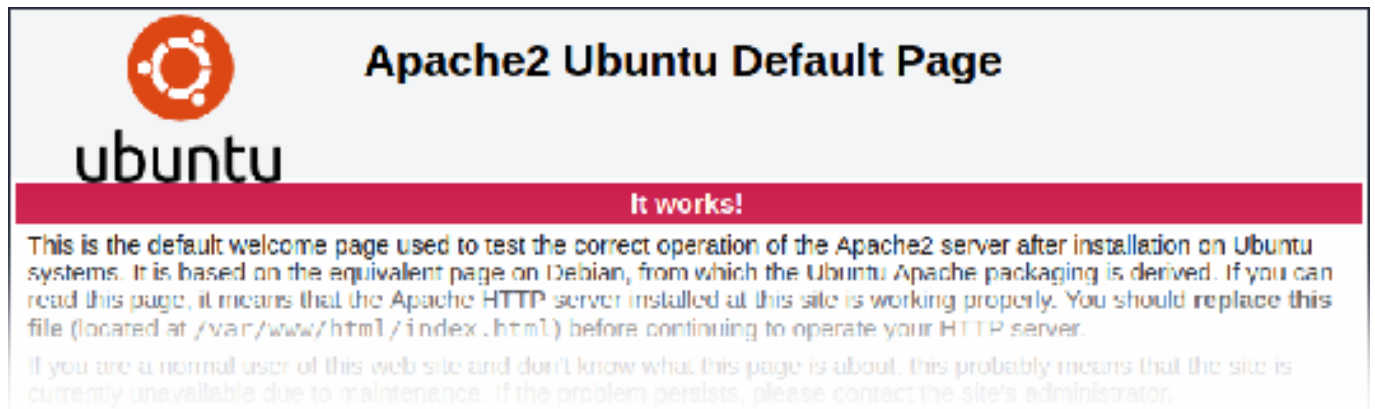 Apache2 Ubuntu Default Page
ubuntu
It works!
This is the default welcome page used to test the correct operation of the Apache2 server after installation on Ubuntu
systems. It is based on the equivalent page on Debian, from which the Ubuntu Apache packaging is derived. If you can
read this page, it means that the Apache HTTP server installed at this site is working properly. You should replace this
file (located at /var/www/html/index.html) before continuing to operate your HTTP server.
If you are a normal user of this web site and don't know what this page is about, this probably means that the site is
currently unavailable due to maintenance. If the problem persists, please contact the site's administrator.